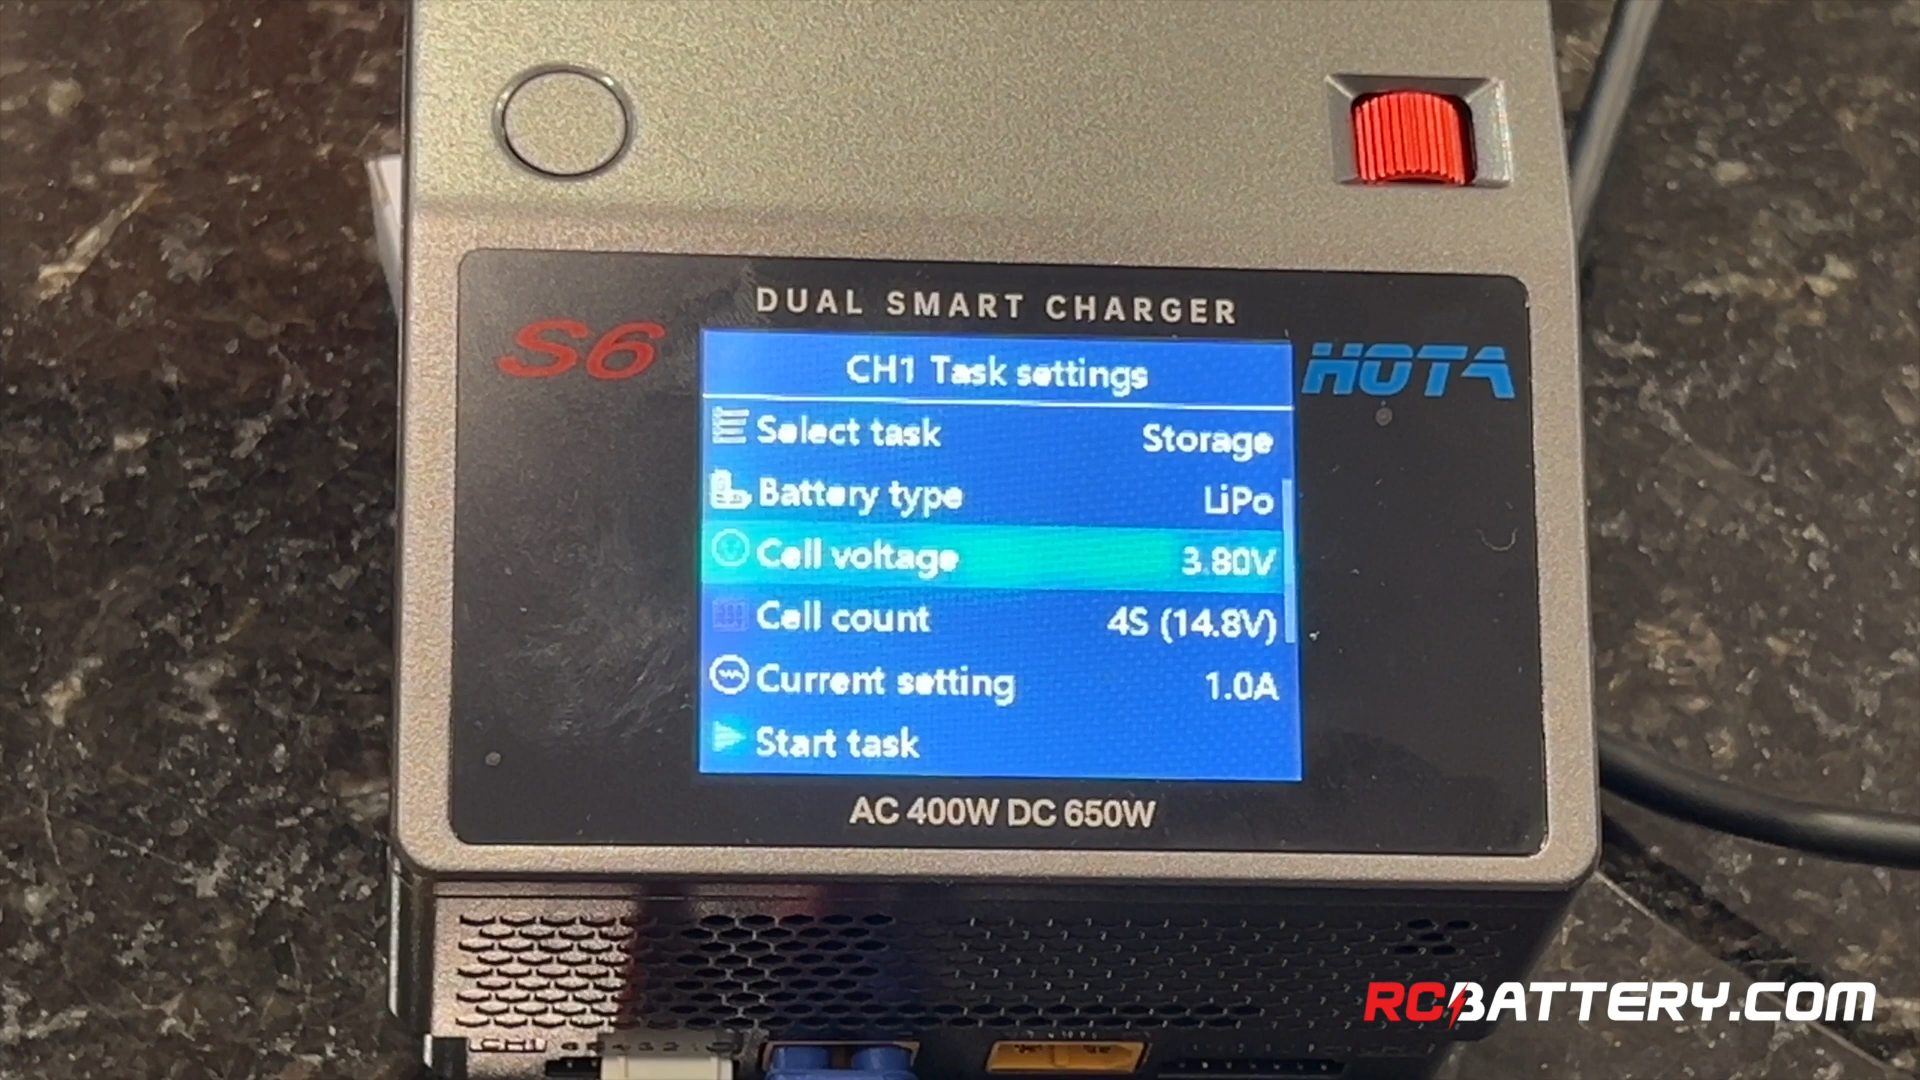 DUAL SMART CHARGER
S6
HOTA
CH1 Task settings
Select task Storage
Battery type LiPo
Cell voltage 3.80V
Cell count 4S (14.8V)
Current setting 1.0A
Start task
AC 400W DC 650W
RCBATTERY.COM
CH1